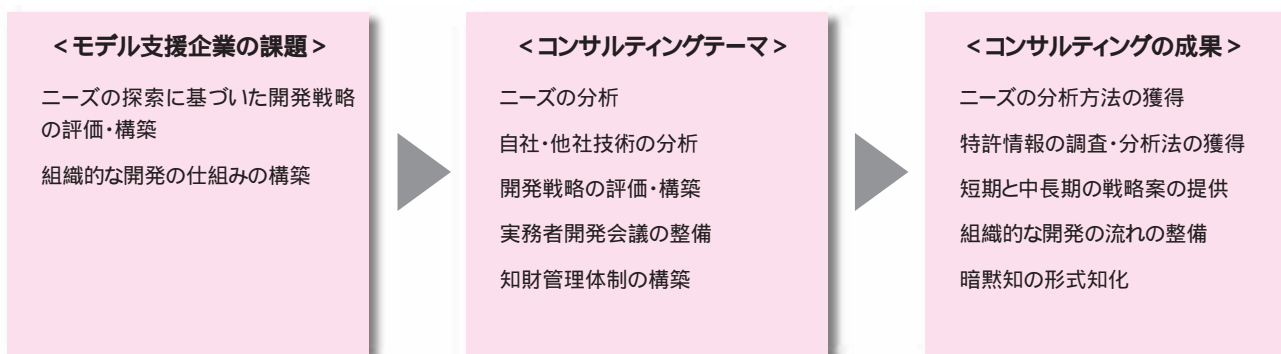 <モデル支援企業の課題>
ニーズの探索に基づいた開発戦略
の評価・構築
組織的な開発の仕組みの構築
<コンサルティングテーマ>
ニーズの分析
自社・他社技術の分析
開発戦略の評価・構築
実務者開発会議の整備
知財管理体制の構築
<コンサルティングの成果>
ニーズの分析方法の獲得
特許情報の調査・分析法の獲得
短期と中長期の戦略案の提供
組織的な開発の流れの整備
暗黙知の形式知化